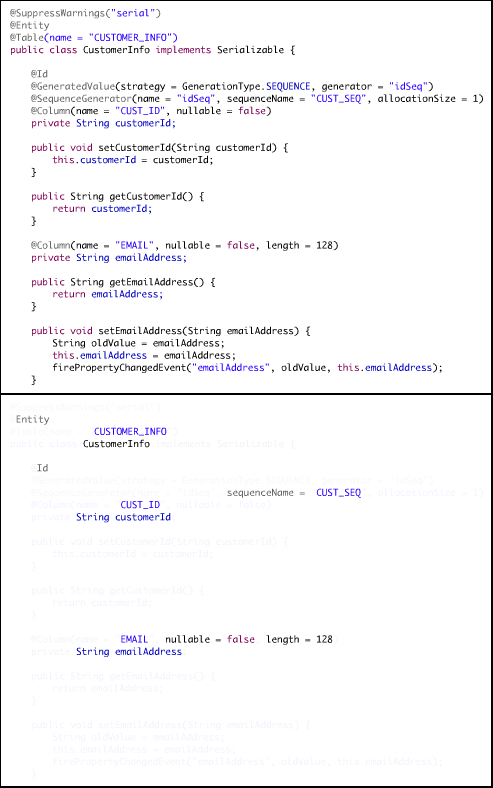 @SuppressWarnings("serial")
@Entity
@Table(name = "CUSTOMER_INFO")
public class CustomerInfo implements Serializable {
@Id
@GeneratedValue(strategy = GenerationType.SEQUENCE, generator = "idSeq")
@SequenceGenerator(name = "idSeq", sequenceName = "CUST_SEQ", allocationSize = 1)
@Column(name = "CUST_ID", nullable = false)
private String customerId;
public void setCustomerId(String customerId) {
this.customerId = customerId;
}
public String getCustomerId() {
return customerId;
}
@Column(name = "EMAIL", nullable = false, length = 128)
private String emailAddress;
public String getEmailAddress() {
return emailAddress;
}
public void setEmailAddress(String emailAddress) {
String oldValue = emailAddress;
this.emailAddress = emailAddress;
firePropertyChangedEvent("emailAddress", oldValue, this.emailAddress);
}
@SuppressWarnings("serial")
@Entity
@Table(name = "CUSTOMER_INFO")
public class CustomerInfo implements Serializable {
@Id
@GeneratedValue(strategy = GenerationType.SEQUENCE, generator = "idSeq")
@SequenceGenerator(name = "idSeq", sequenceName = "CUST_SEQ", allocationSize = 1)
@Column(name = "CUST_ID", nullable = false)
private String customerId
public void setCustomerId(String customerId) {
this.customerId = customerId;
}
public String getCustomerId() {
return customerId;
}
@Column(name = "EMAIL", nullable = false, length = 128)
private String emailAddress
public String getEmailAddress() {
return emailAddress;
}
public void setEmailAddress(String emailAddress) {
String oldValue = emailAddress;
this.emailAddress = emailAddress;
firePropertyChangedEvent("emailAddress", oldValue, this.emailAddress);
}